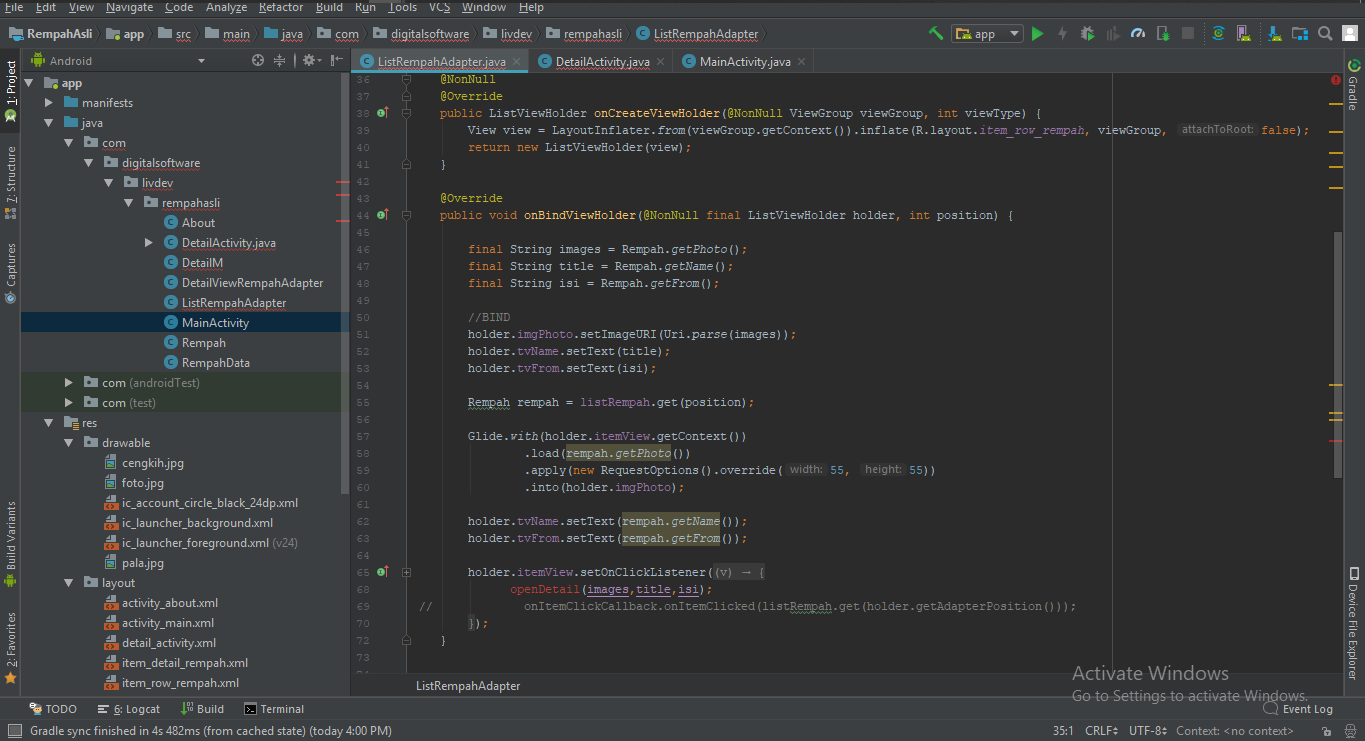 File Edit View Navigate Code Analyze Refactor Build Run Tools VCS Window Help
RempahAsli app src main java com digitalsoftware livdev rempahasli ListRempahAdapter
app
Android
ListRempahAdapter.java DetailActivity.java MainActivity.java
1: Project
7: Structure
Captures
Build Variants
2: Favorites
app
manifests
java
com
digitalsoftware
livdev
rempahasli
About
DetailActivity.java
DetailM
DetailViewRempahAdapter
ListRempahAdapter
MainActivity
Rempah
RempahData
com (androidTest)
com (test)
res
drawable
cengkih.jpg
foto.jpg
ic_account_circle_black_24dp.xml
ic_launcher_background.xml
ic_launcher_foreground.xml (v24)
pala.jpg
layout
activity_about.xml
activity_main.xml
detail_activity.xml
item_detail_rempah.xml
item_row_rempah.xml
36 @NonNull
37 @Override
38 public ListViewHolder onCreateViewHolder(@NonNull ViewGroup viewGroup, int viewType) {
39 View view = LayoutInflater.from(viewGroup.getContext()).inflate(R.layout.item_row_rempah, viewGroup, attachToRoot: false);
40 return new ListViewHolder(view);
41 }
42
43 @Override
44 public void onBindViewHolder(@NonNull final ListViewHolder holder, int position) {
45
46 final String images = Rempah.getPhoto();
47 final String title = Rempah.getName();
48 final String isi = Rempah.getFrom();
49
50 //BIND
51 holder.imgPhoto.setImageURI(Uri.parse(images));
52 holder.tvName.setText(title);
53 holder.tvFrom.setText(isi);
54
55 Rempah rempah = listRempah.get(position);
56
57 Glide.with(holder.itemView.getContext())
58 .load(rempah.getPhoto())
59 .apply(new RequestOptions().override( width: 55, height: 55))
60 .into(holder.imgPhoto);
61
62 holder.tvName.setText(rempah.getName());
63 holder.tvFrom.setText(rempah.getFrom());
64
65 holder.itemView.setOnClickListener((v) → {
68 openDetail(images,title,isi);
69 // onItemClickCallback.onItemClicked(listRempah.get(holder.getAdapterPosition()));
70 });
72 }
73
ListRempahAdapter
Gradle
Device File Explorer
Activate Windows
Go to Settings to activate Windows.
TODO 6: Logcat Build Terminal Event Log
Gradle sync finished in 4s 482ms (from cached state) (today 4:00 PM) 35:1 CRLF UTF-8 Context: <no context>